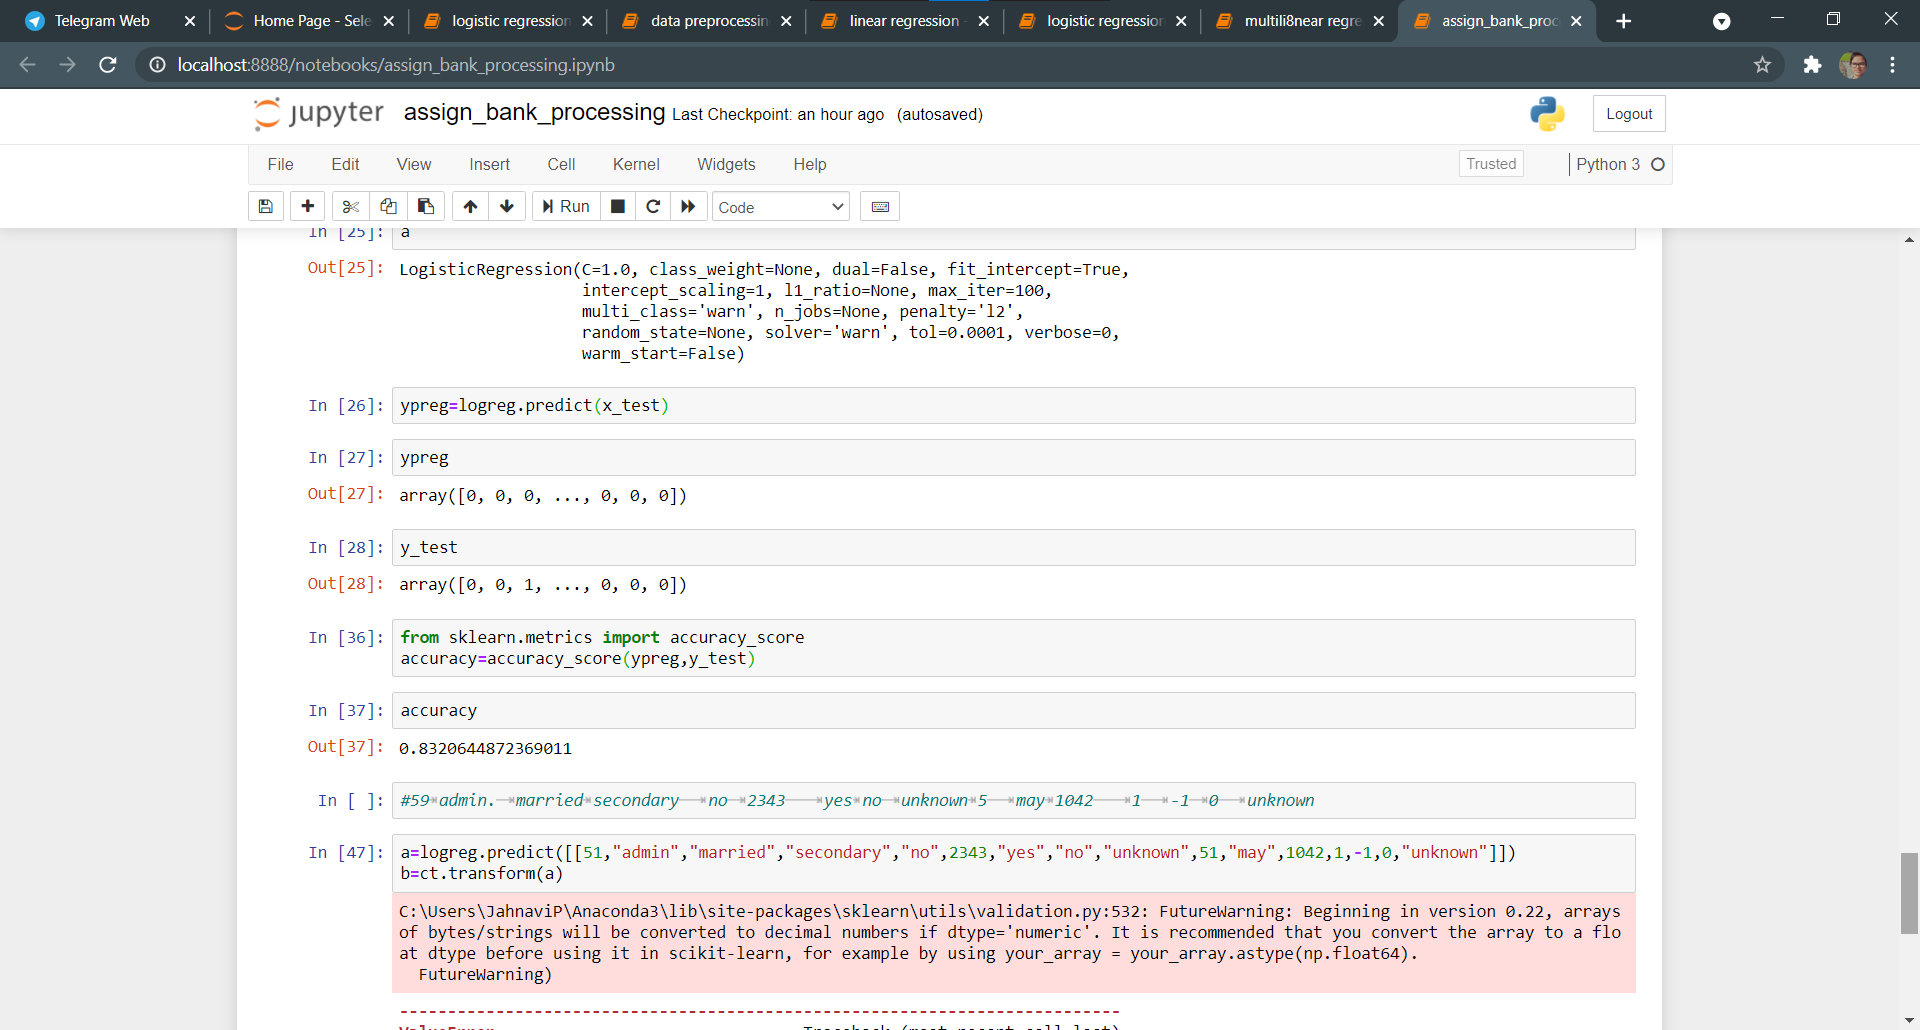 Telegram Web
Home Page - Sele
logistic regression
data preprocessin
linear regression -
logistic regression
multili8near regre
assign_bank_proc
localhost:8888/notebooks/assign_bank_processing.ipynb
jupyter assign_bank_processing Last Checkpoint: an hour ago (autosaved)
Logout
File Edit View Insert Cell Kernel Widgets Help
Trusted
Python 3
Run
Code
In [25]: a
Out[25]: LogisticRegression(C=1.0, class_weight=None, dual=False, fit_intercept=True,
intercept_scaling=1, l1_ratio=None, max_iter=100,
multi_class='warn', n_jobs=None, penalty='l2',
random_state=None, solver='warn', tol=0.0001, verbose=0,
warm_start=False)
In [26]: ypreg=logreg.predict(x_test)
In [27]: ypreg
Out[27]: array([0, 0, 0, ..., 0, 0, 0])
In [28]: y_test
Out[28]: array([0, 0, 1, ..., 0, 0, 0])
In [36]: from sklearn.metrics import accuracy_score
accuracy=accuracy_score(ypreg,y_test)
In [37]: accuracy
Out[37]: 0.8320644872369011
In [ ]: #59 admin. married secondary no 2343 yes no unknown 5 may 1042 1 -1 0 unknown
In [47]: a=logreg.predict([[51,"admin","married","secondary","no",2343,"yes","no","unknown",51,"may",1042,1,-1,0,"unknown"]])
b=ct.transform(a)
C:\Users\JahnaviP\Anaconda3\lib\site-packages\sklearn\utils\validation.py:532: FutureWarning: Beginning in version 0.22, arrays
of bytes/strings will be converted to decimal numbers if dtype='numeric'. It is recommended that you convert the array to a flo
at dtype before using it in scikit-learn, for example by using your_array = your_array.astype(np.float64).
FutureWarning)
---------------------------------------------------------------------------
ValueError Traceback (most recent call last)